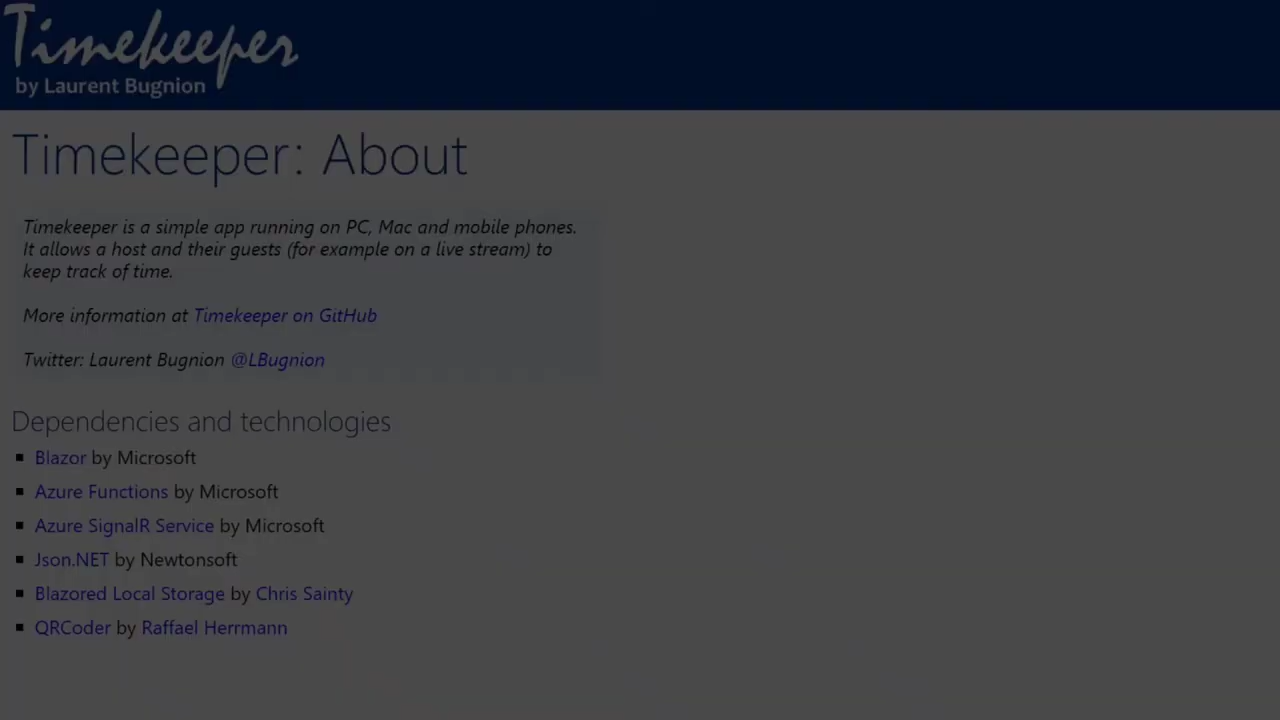 Timekeeper
by Laurent Bugnion
Timekeeper: About
Timekeeper is a simple app running on PC, Mac and mobile phones.
It allows a host and their guests (for example on a live stream) to
keep track of time.
More information at Timekeeper on GitHub
Twitter: Laurent Bugnion @LBugnion
Dependencies and technologies
Blazor by Microsoft
Azure Functions by Microsoft
Azure SignalR Service by Microsoft
Json.NET by Newtonsoft
Blazored Local Storage by Chris Sainty
QRCoder by Raffael Herrmann